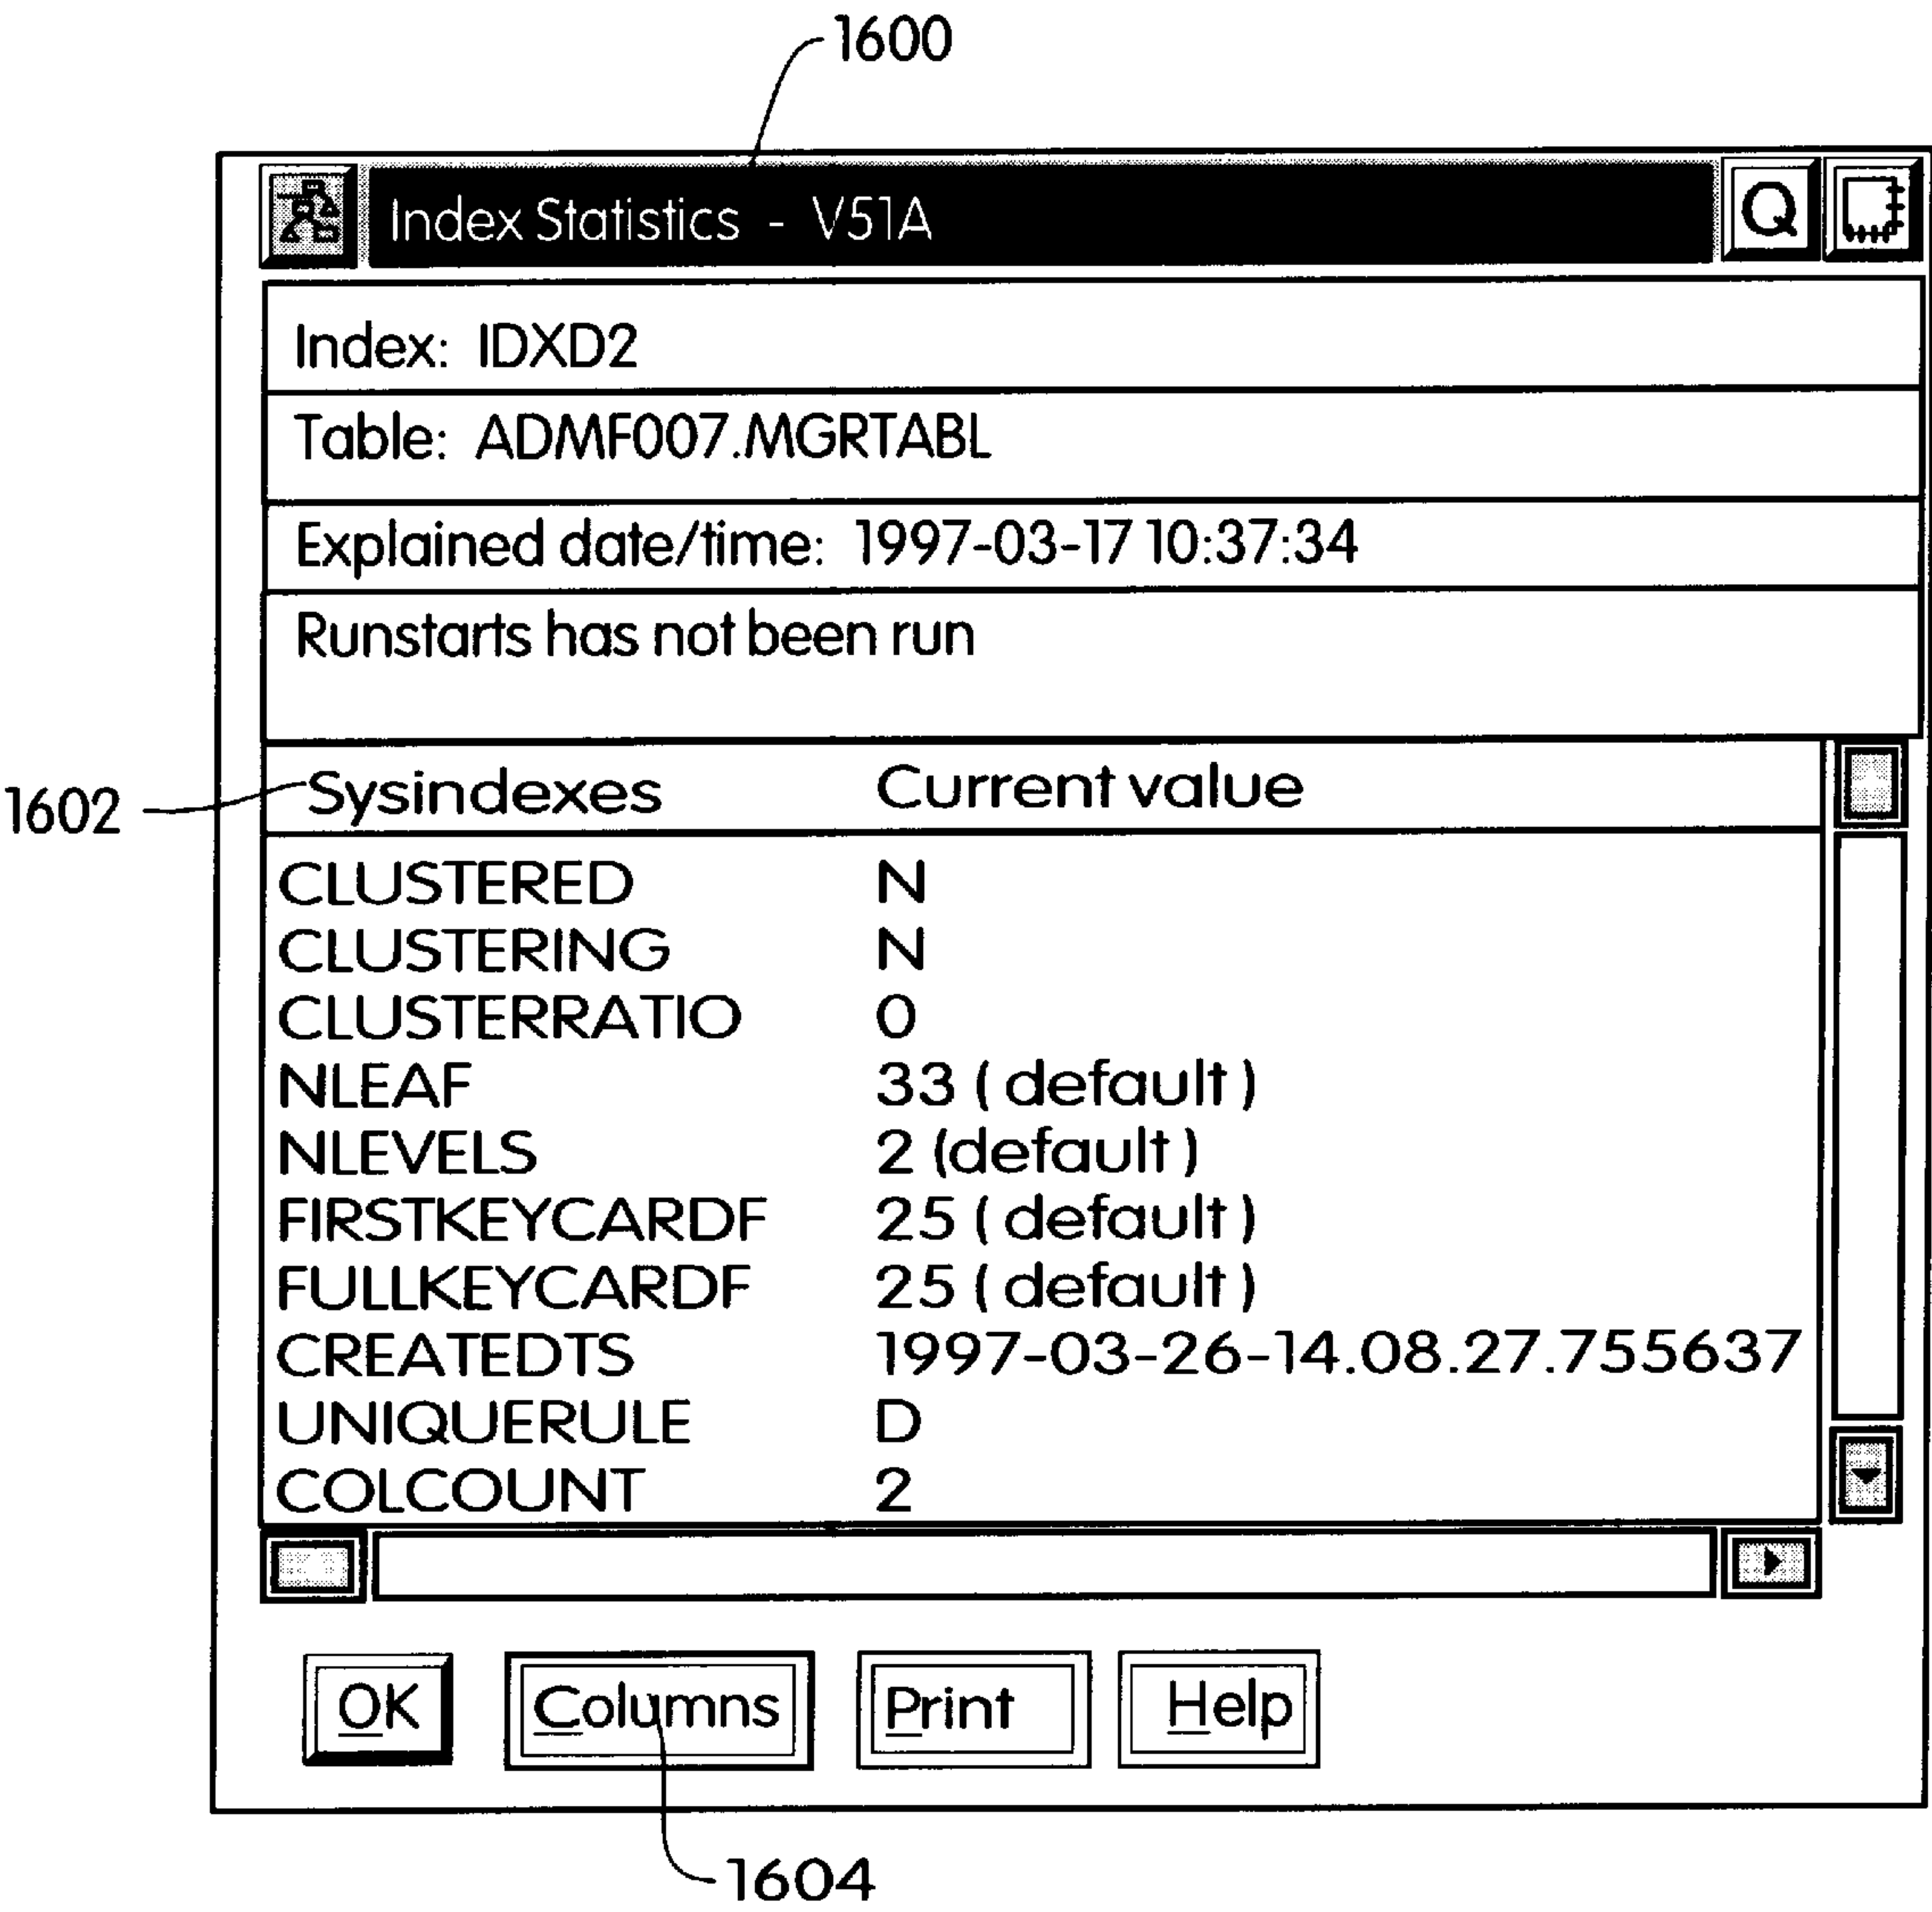 1600
Index Statistics - V51A
Q
Index: IDXD2
Table: ADMF007.MGRTABL
Explained date/time: 1997-03-17 10:37:34
Runstarts has not been run
1602
Sysindexes Current value
CLUSTERED N
CLUSTERING N
CLUSTERRATIO 0
NLEAF 33 ( default )
NLEVELS 2 (default )
FIRSTKEYCARDF 25 ( default )
FULLKEYCARDF 25 ( default )
CREATEDTS 1997-03-26-14.08.27.755637
UNIQUERULE D
COLCOUNT 2
OK Columns Print Help
1604